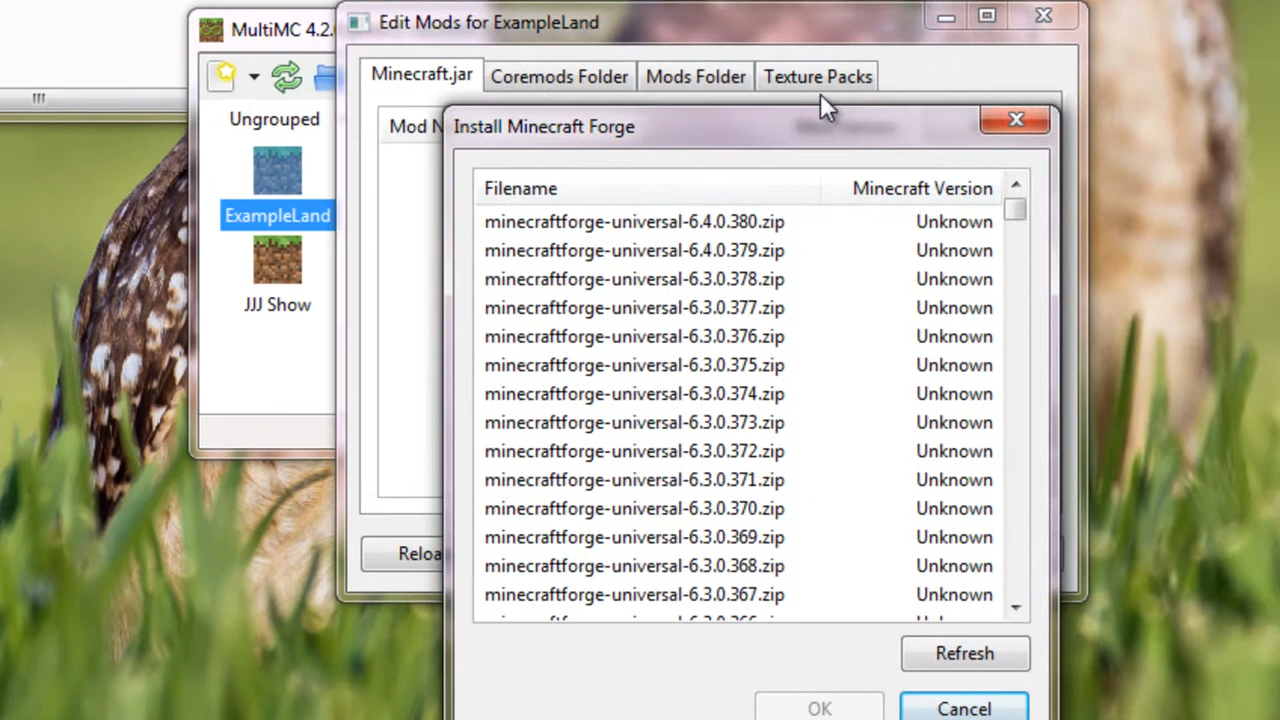 MultiMC 4.2.
Edit Mods for ExampleLand
Minecraft.jar
Coremods Folder
Mods Folder
Texture Packs
Ungrouped
ExampleLand
JJJ Show
Mod N
Install Minecraft Forge
Filename Minecraft Version
minecraftforge-universal-6.4.0.380.zip Unknown
minecraftforge-universal-6.4.0.379.zip Unknown
minecraftforge-universal-6.3.0.378.zip Unknown
minecraftforge-universal-6.3.0.377.zip Unknown
minecraftforge-universal-6.3.0.376.zip Unknown
minecraftforge-universal-6.3.0.375.zip Unknown
minecraftforge-universal-6.3.0.374.zip Unknown
minecraftforge-universal-6.3.0.373.zip Unknown
minecraftforge-universal-6.3.0.372.zip Unknown
minecraftforge-universal-6.3.0.371.zip Unknown
minecraftforge-universal-6.3.0.370.zip Unknown
minecraftforge-universal-6.3.0.369.zip Unknown
minecraftforge-universal-6.3.0.368.zip Unknown
minecraftforge-universal-6.3.0.367.zip Unknown
Reloa
Refresh
OK
Cancel